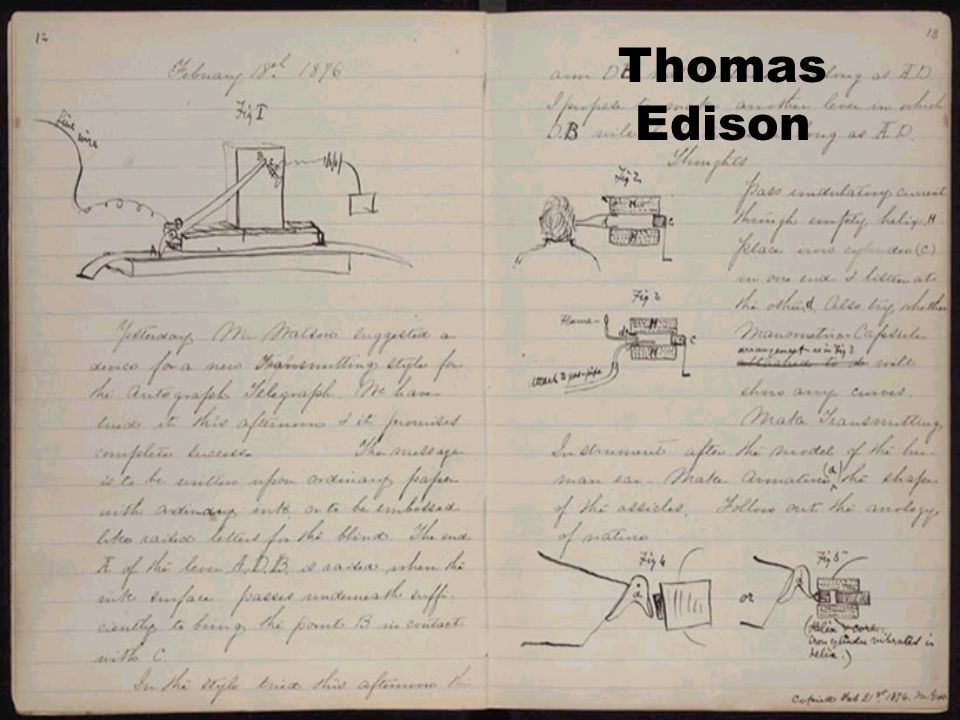 12
February 18th 1876
Fig 1
Line wire
B
A
Yesterday Mr Watson suggested a
device for a new Transmitting style for
the Autograph Telegraph. We have
tried it this afternoon & it promises
complete success. The message
is to be written upon ordinary paper
with ordinary ink or to be embossed
like raised letters for the blind. The end
A of the lever A.D.B. is raised when the
ink surface passes underneath suffi-
ciently to bring the point B in contact
with C.
In the style tried this afternoon the
13
Thomas
Edison
arm D long as A.D.
I propose to make another lever in which
D.B will long as A.D.
Thoughts
Fig 2
H
C
H
pass undulating current
through empty helix H
place iron cylinder (C)
in one end & listen at
the other d. Also try whether
Manometric Capsule
arrangement as in Fig 3
attached to d will
show any curves.
Fig 3
Flame
d
H
C
H
attach to gas-pipe
Make Transmitting
Instrument after the model of the hu-
man ear. Make Armature (a) the shape
of the ossicles. Follow out the analogy
of nature
Fig 4
a
or
Fig 5
a
(Helix & core.
iron cylinder vibrated in
helix.)
Copied Feb 21st 1876.